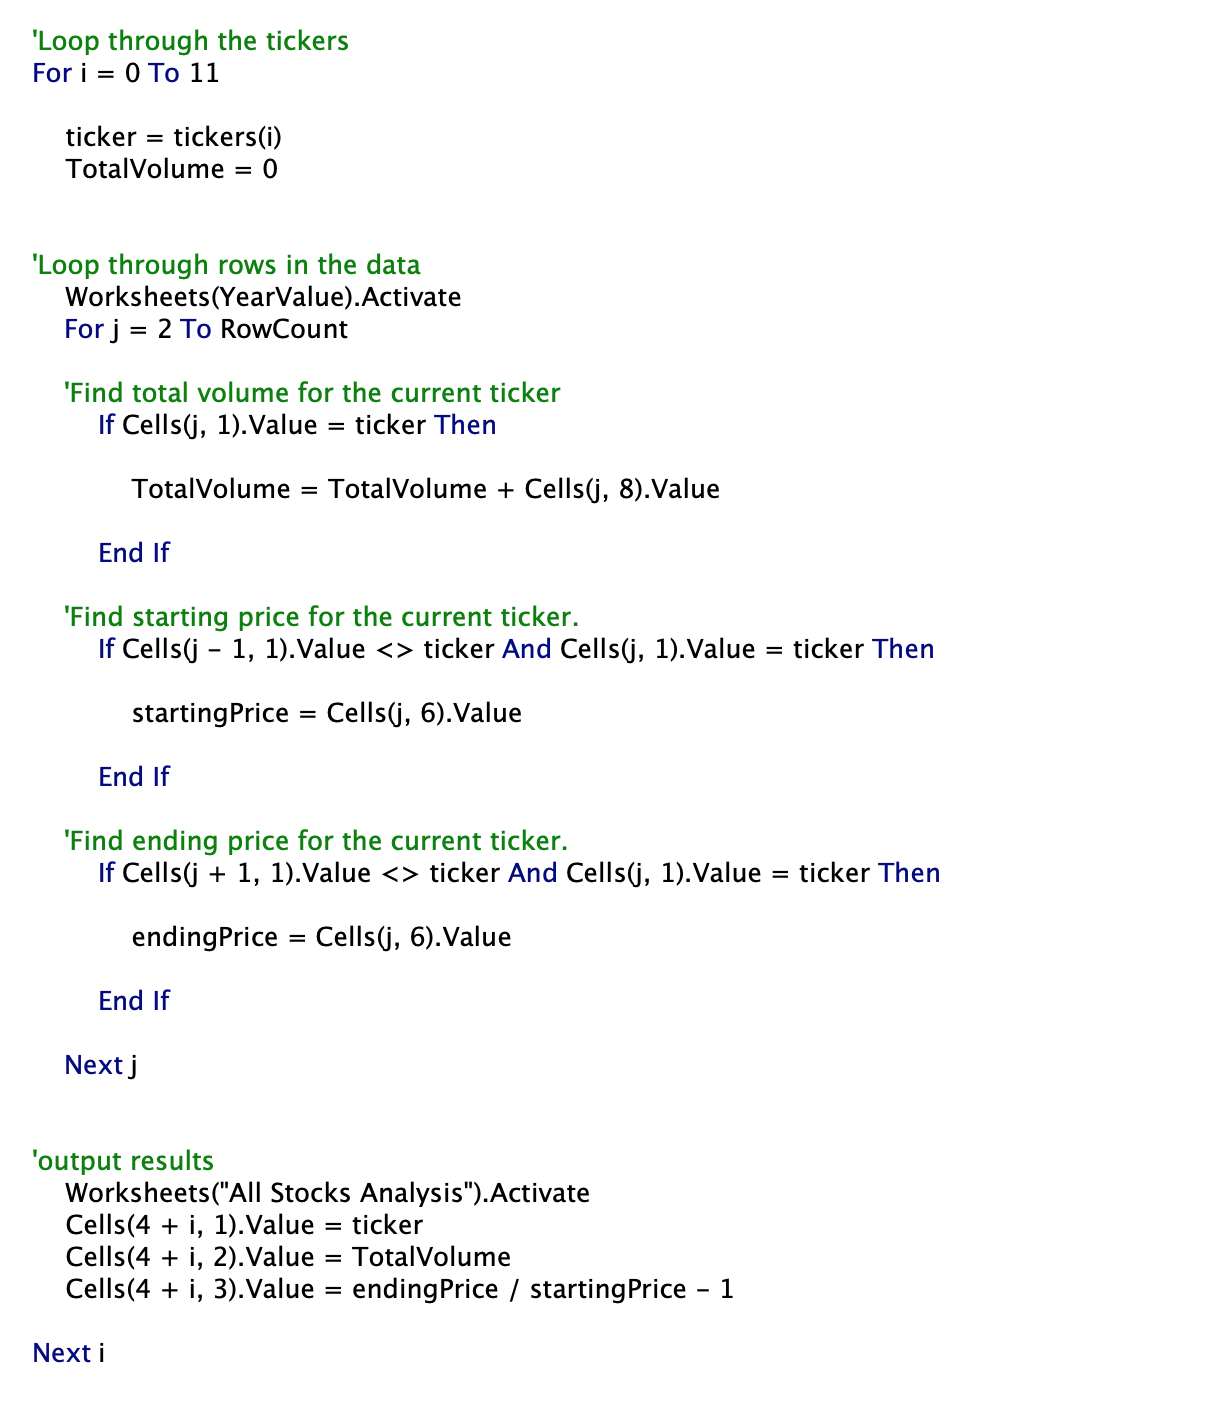 'Loop through the tickers
For i = 0 To 11
ticker = tickers(i)
TotalVolume = 0
'Loop through rows in the data
Worksheets(YearValue).Activate
For j = 2 To RowCount
'Find total volume for the current ticker
If Cells(j, 1).Value = ticker Then
TotalVolume = TotalVolume + Cells(j, 8).Value
End If
'Find starting price for the current ticker.
If Cells(j - 1, 1).Value <> ticker And Cells(j, 1).Value = ticker Then
startingPrice = Cells(j, 6).Value
End If
'Find ending price for the current ticker.
If Cells(j + 1, 1).Value <> ticker And Cells(j, 1).Value = ticker Then
endingPrice = Cells(j, 6).Value
End If
Next j
'output results
Worksheets("All Stocks Analysis").Activate
Cells(4 + i, 1).Value = ticker
Cells(4 + i, 2).Value = TotalVolume
Cells(4 + i, 3).Value = endingPrice / startingPrice - 1
Next i